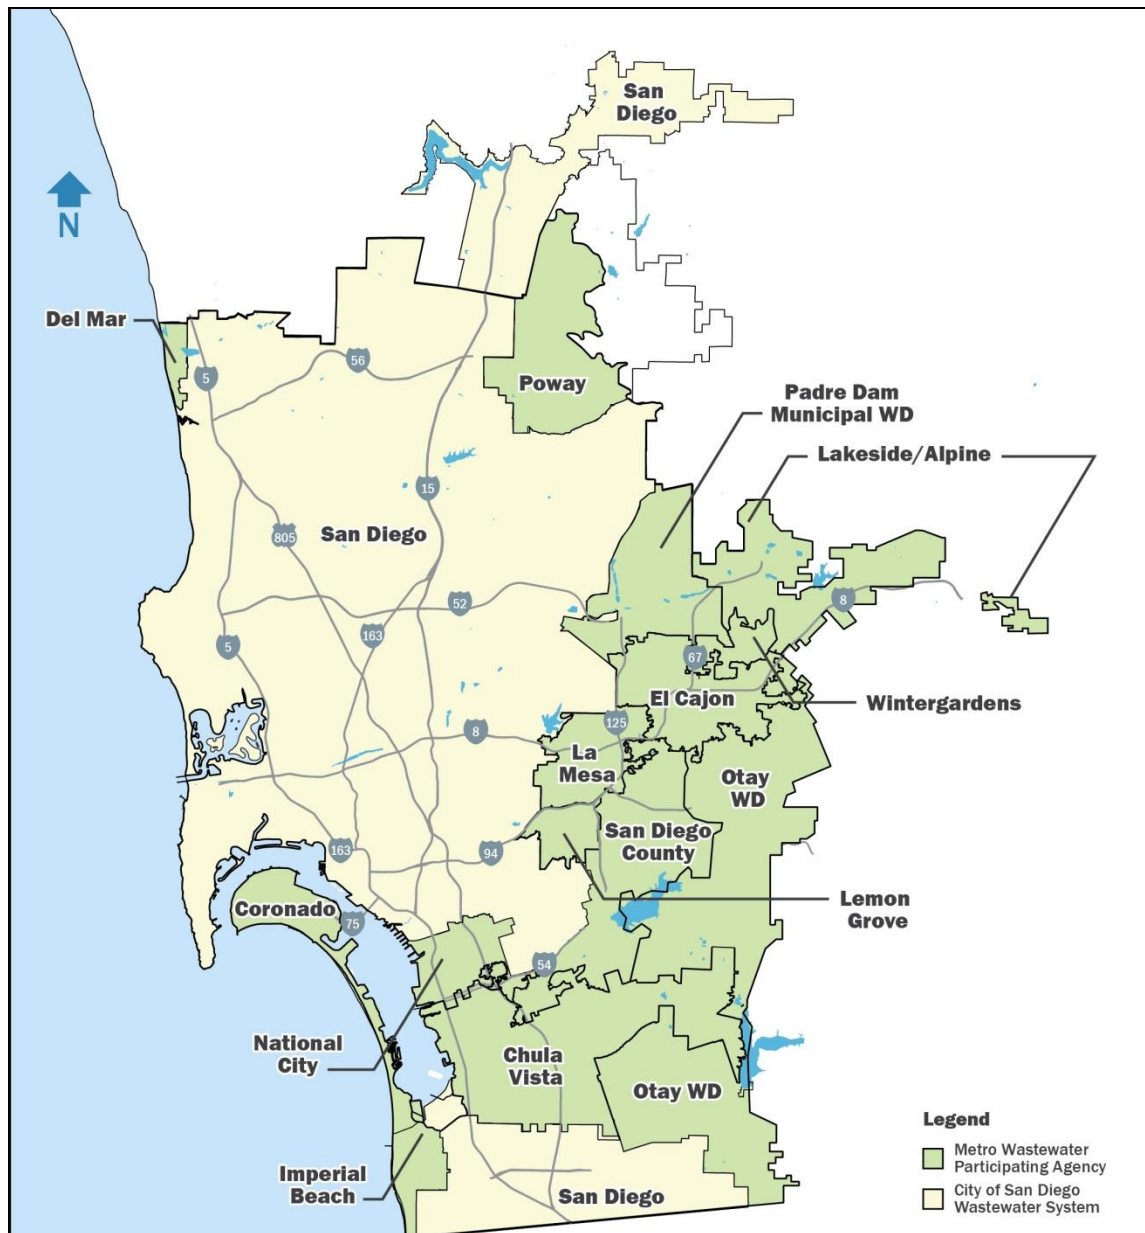 San
Diego
N
Del Mar
56
5
Poway
Padre Dam
Municipal WD
Lakeside/Alpine
15
San Diego
805
52
8
163
5
67
El Cajon
Wintergardens
125
8
La
Mesa
Otay
WD
San Diego
County
163
94
Coronado
75
Lemon
Grove
54
National
City
Chula
Vista
Otay WD
Imperial
Beach
San Diego
Legend
Metro Wastewater
Participating Agency
City of San Diego
Wastewater System